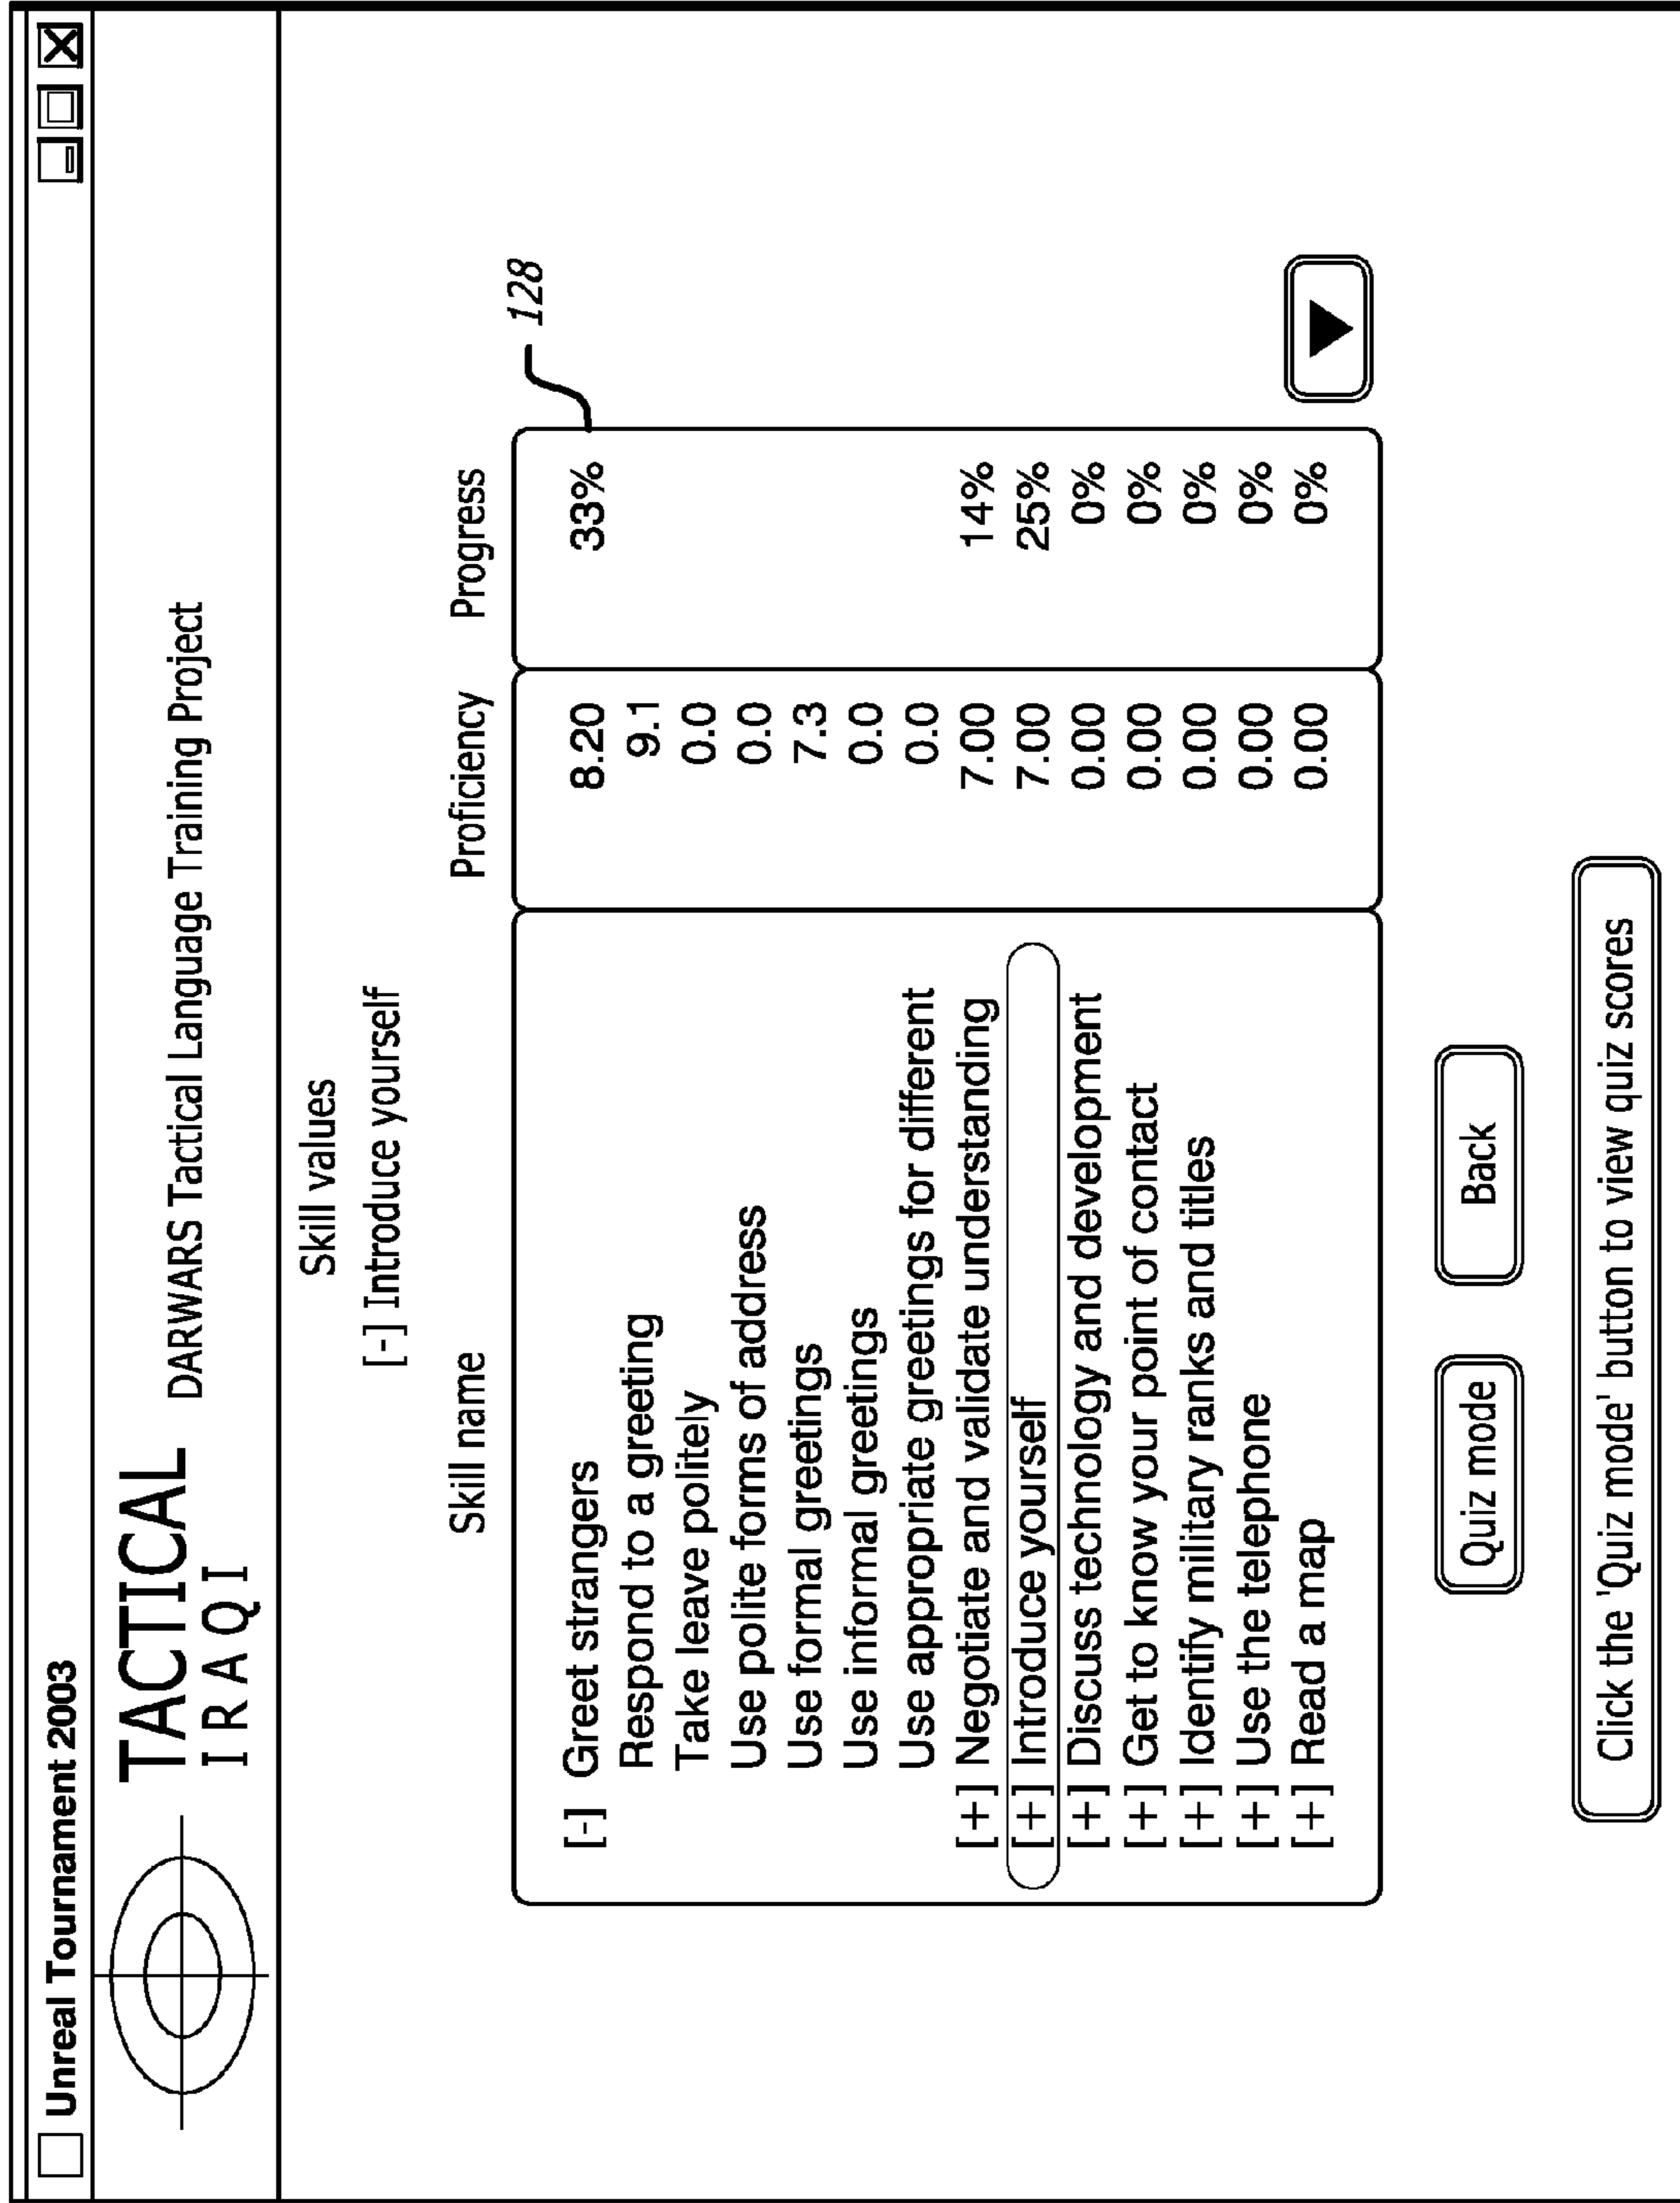 Unreal Tournament 2003
TACTICAL
IRAQI
DARWARS Tactical Language Training Project
Skill values
[-] Introduce yourself
Skill name Proficiency Progress
128
[-] Greet strangers 8.20 33%
Respond to a greeting 9.1
Take leave politely 0.0
Use polite forms of address 0.0
Use formal greetings 7.3
Use informal greetings 0.0
Use appropriate greetings for different 0.0
[+] Negotiate and validate understanding 7.00 14%
[+] Introduce yourself 7.00 25%
[+] Discuss technology and development 0.00 0%
[+] Get to know your point of contact 0.00 0%
[+] Identify military ranks and titles 0.00 0%
[+] Use the telephone 0.00 0%
[+] Read a map 0.00 0%
Quiz mode Back
Click the 'Quiz mode' button to view quiz scores